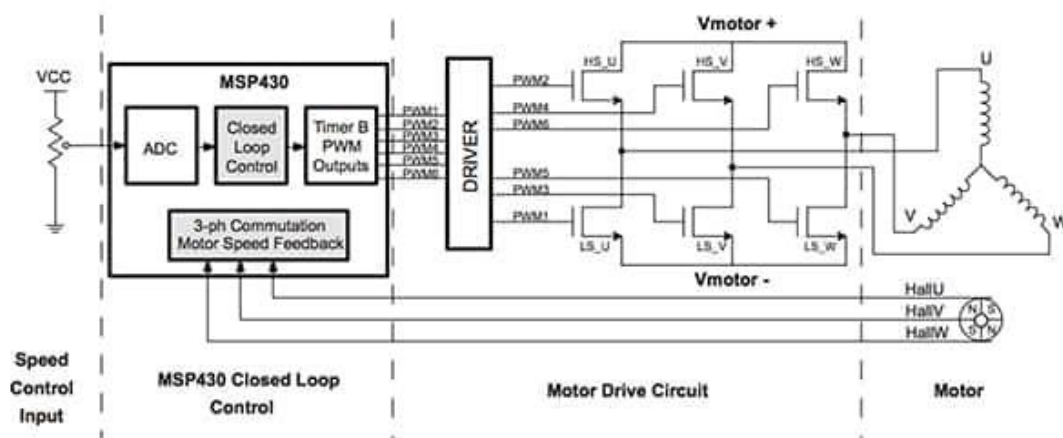 Vmotor +
VCC
MSP430
ADC
Closed
Loop
Control
Timer B
PWM
Outputs
PWM1
PWM2
PWM3
PWM4
PWM5
PWM6
3-ph Commutation
Motor Speed Feedback
DRIVER
PWM2
PWM4
PWM6
PWM5
PWM3
PWM1
HS_U
HS_V
HS_W
LS_U
LS_V
LS_W
Vmotor -
U
V
W
HallU
HallV
HallW
N
S
S
N
Speed
Control
Input
MSP430 Closed Loop
Control
Motor Drive Circuit
Motor